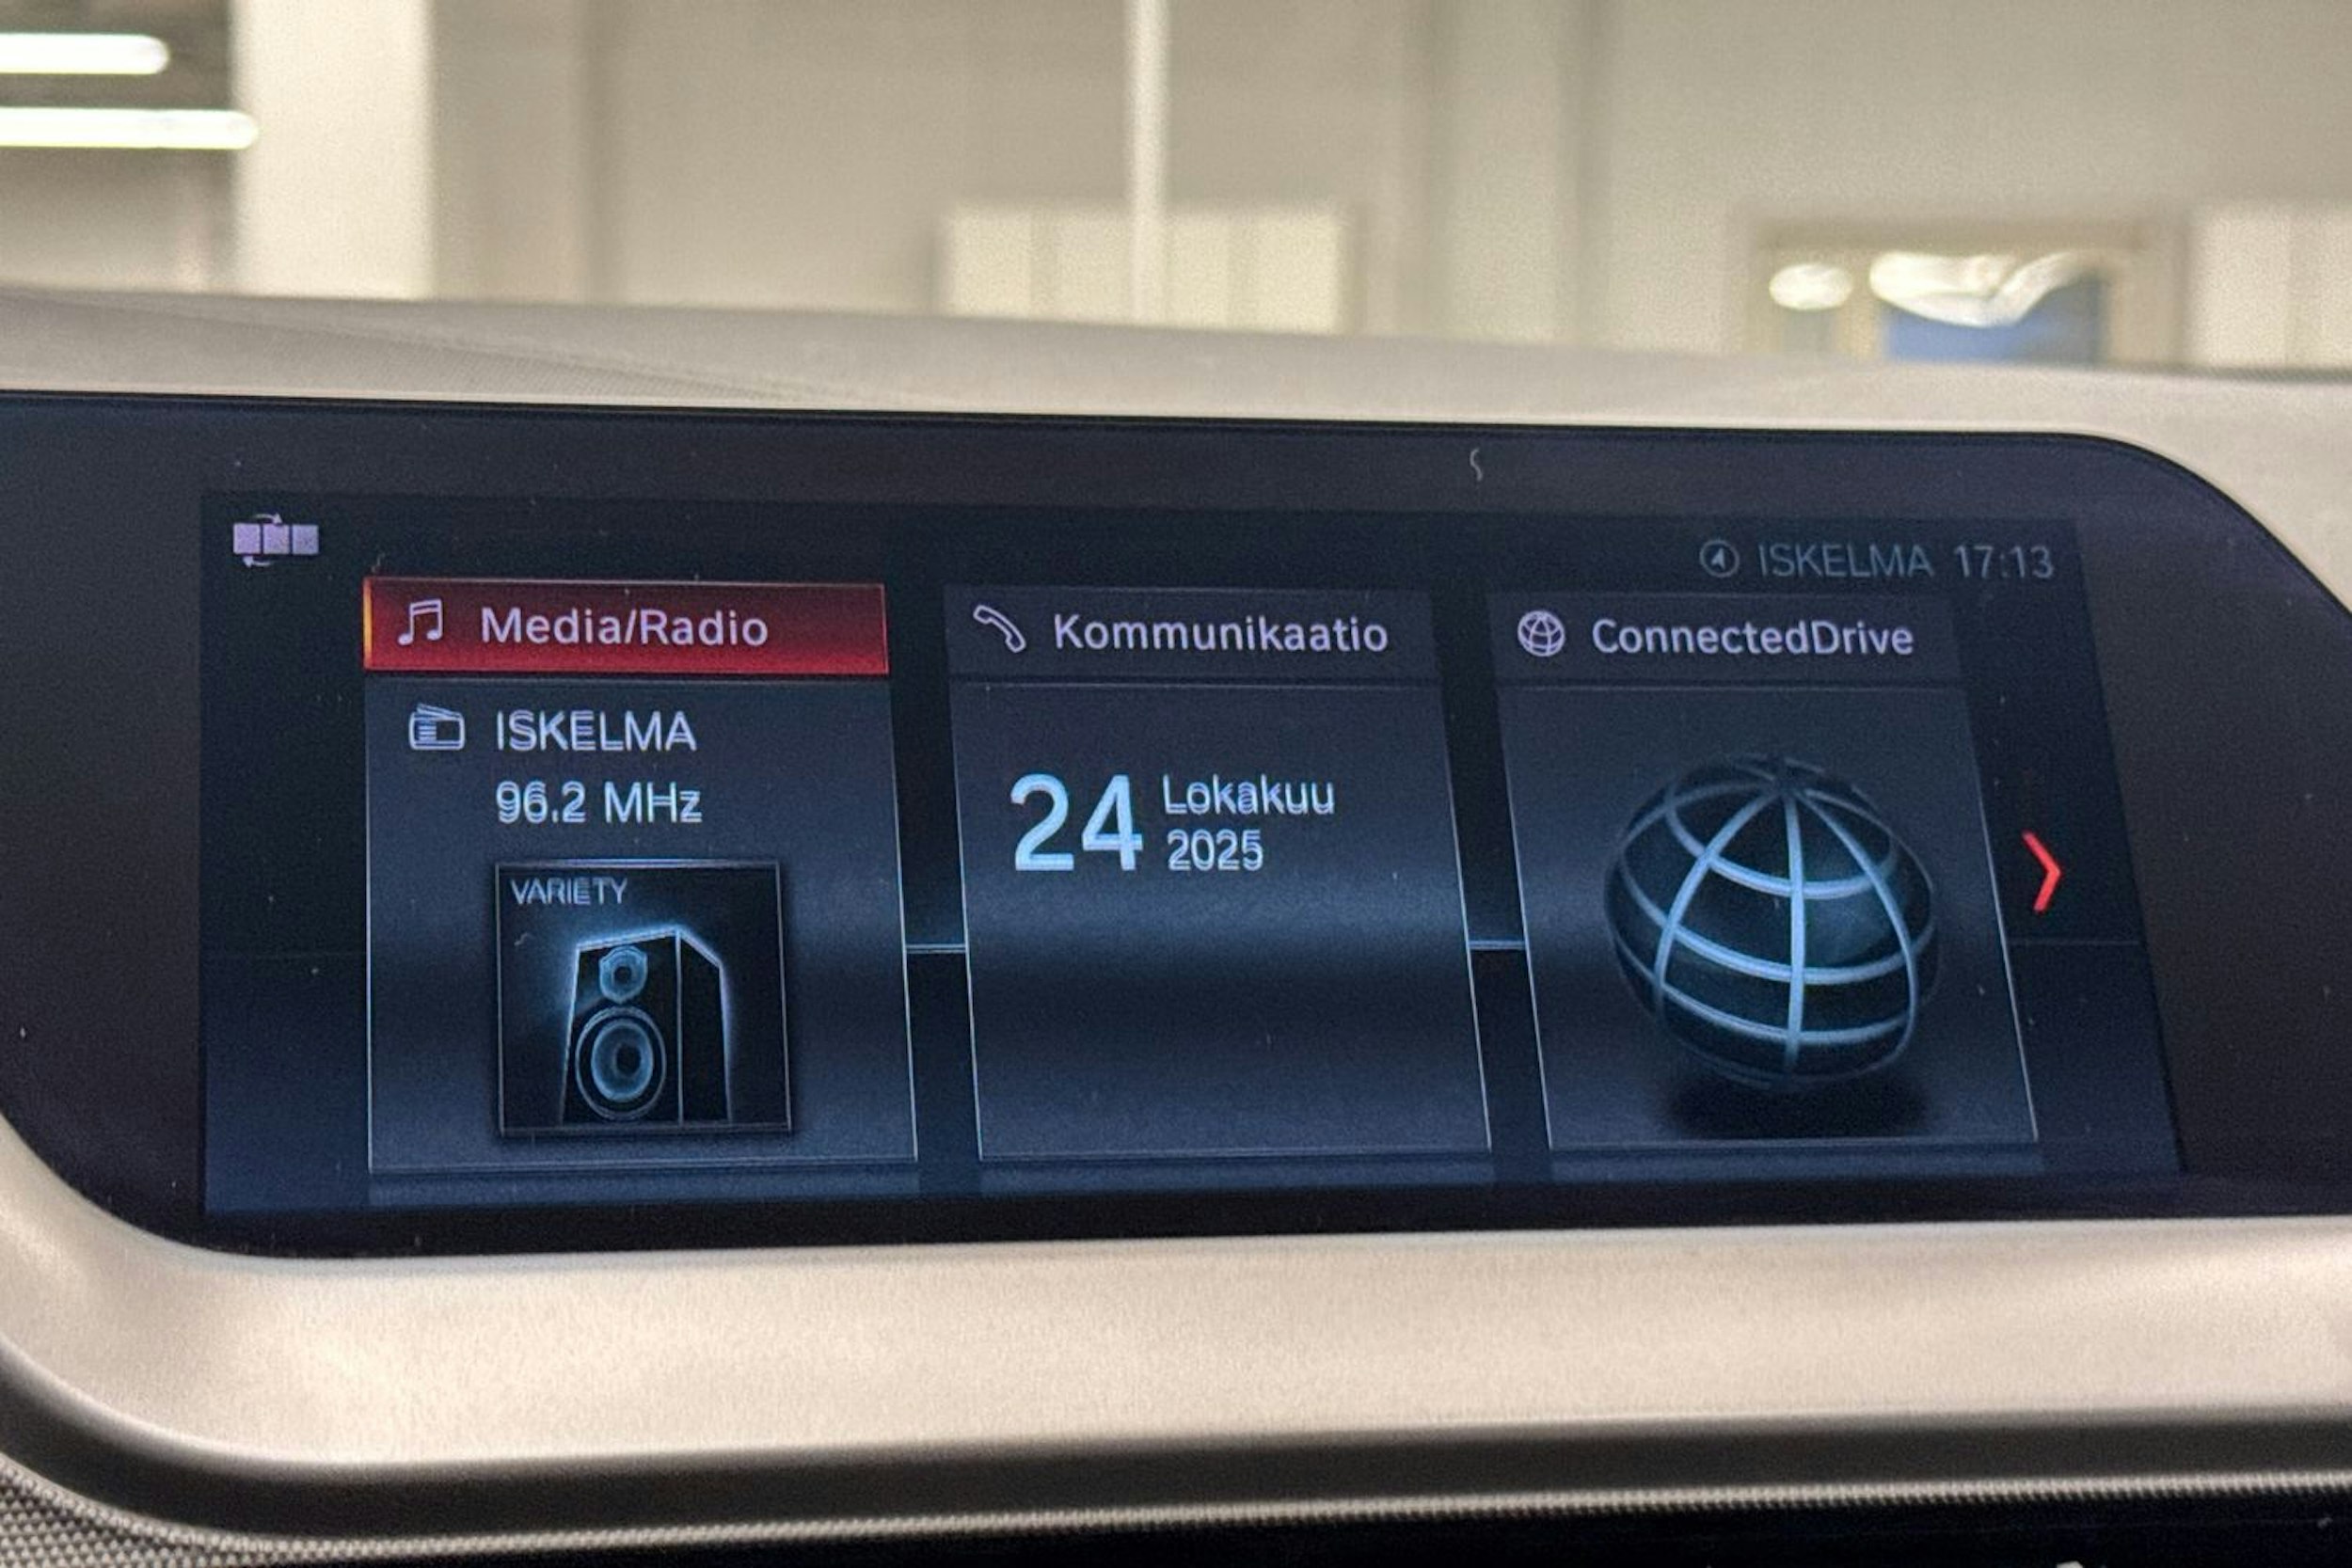 ISKELMA 17:13
Media/Radio
ISKELMA
96.2 MHz
VARIETY
Kommunikaatio
24 Lokakuu
2025
ConnectedDrive